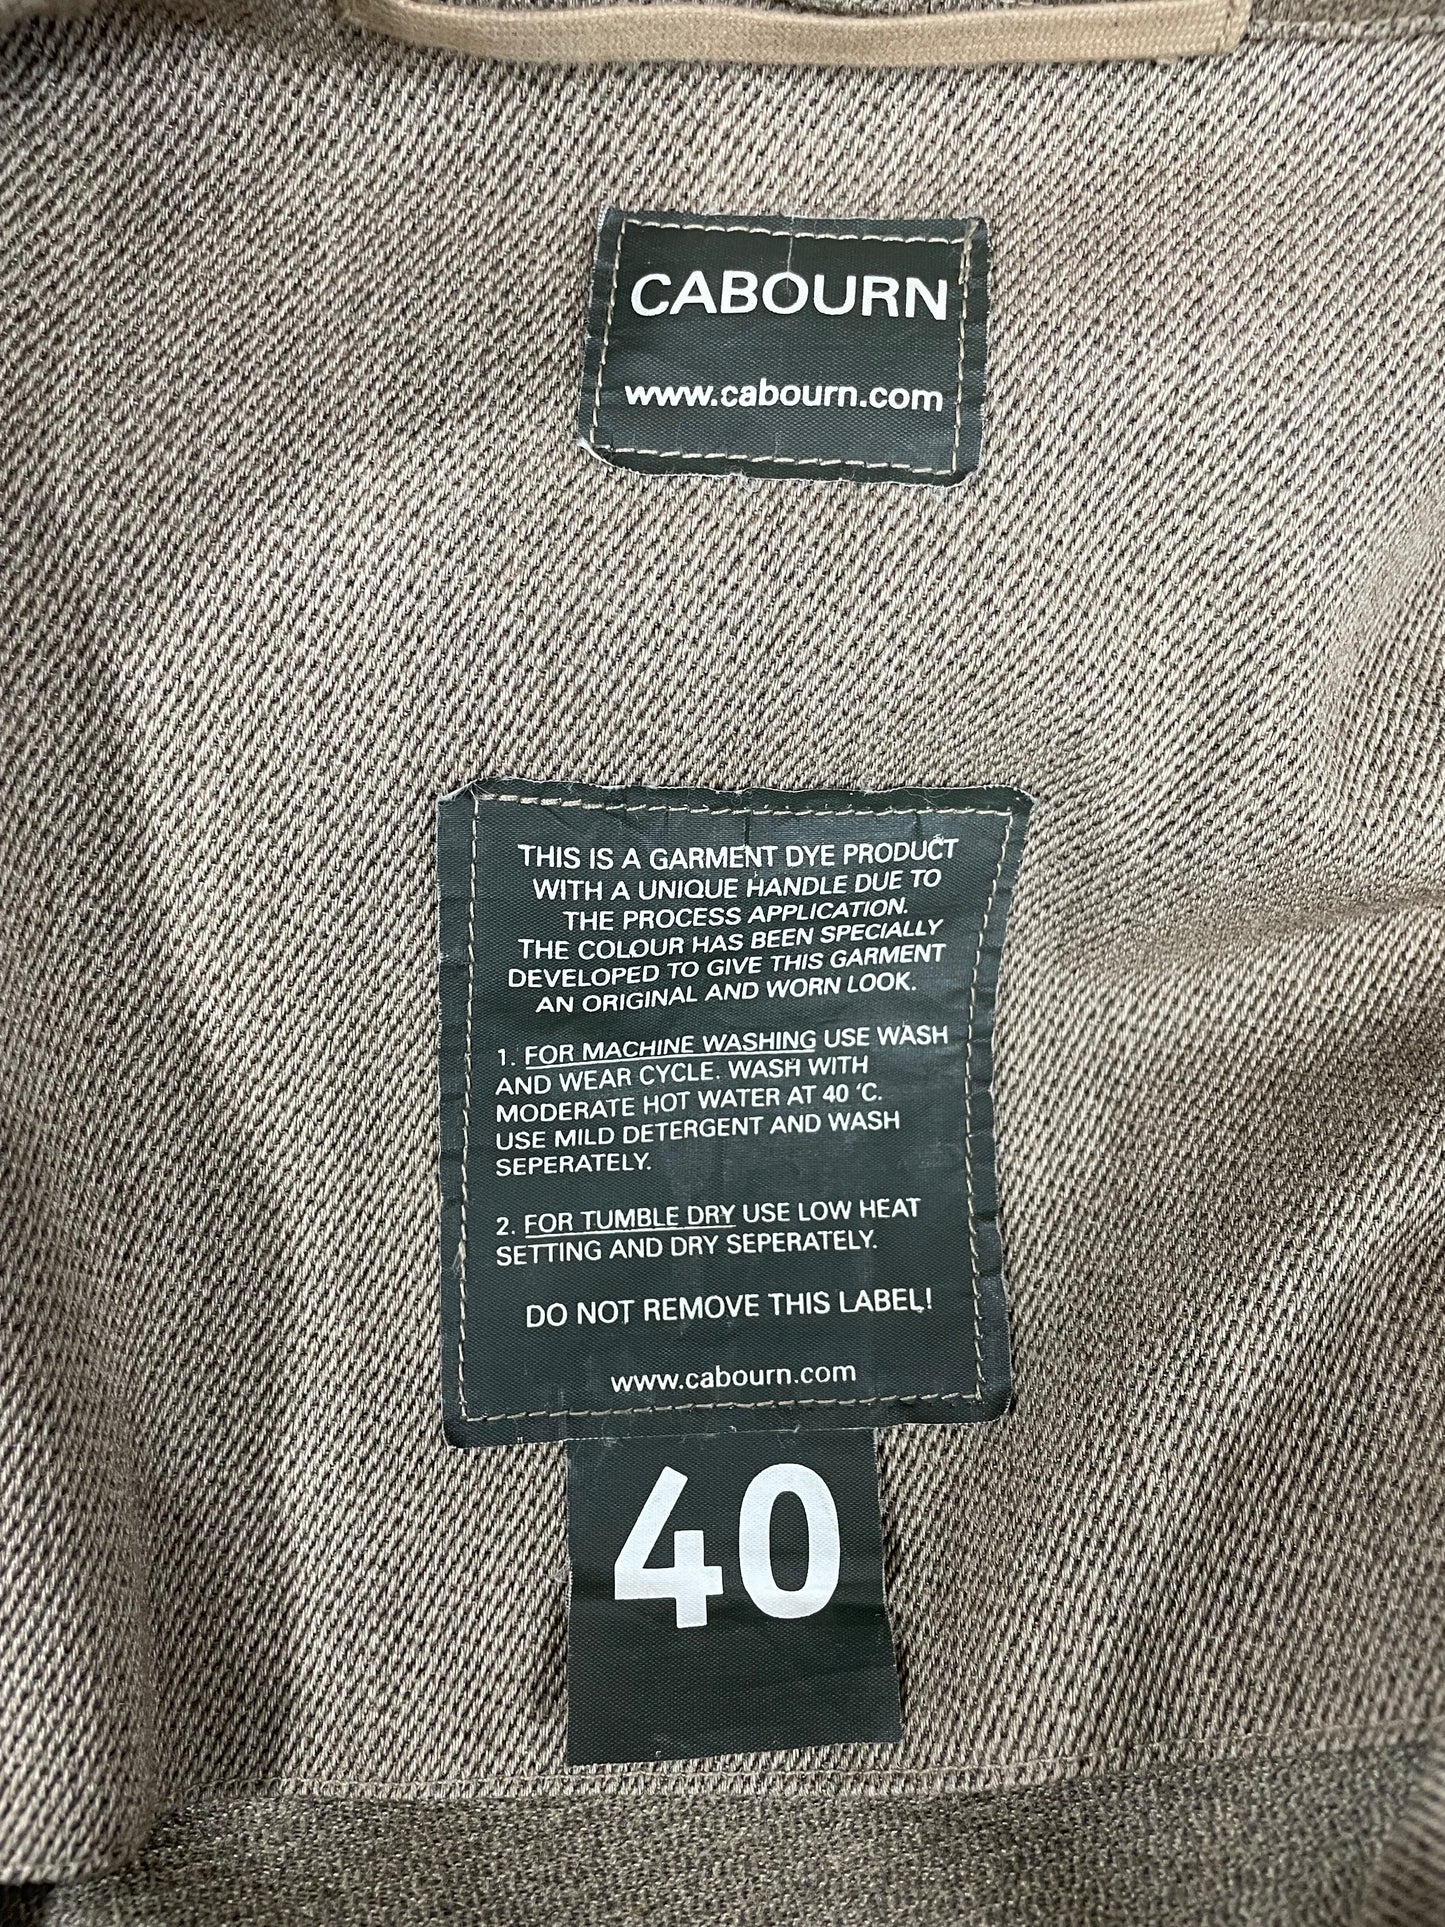 CABOURN
www.cabourn.com
THIS IS A GARMENT DYE PRODUCT
WITH A UNIQUE HANDLE DUE TO
THE PROCESS APPLICATION.
THE COLOUR HAS BEEN SPECIALLY
DEVELOPED TO GIVE THIS GARMENT
AN ORIGINAL AND WORN LOOK.
1. FOR MACHINE WASHING USE WASH
AND WEAR CYCLE. WASH WITH
MODERATE HOT WATER AT 40 'C.
USE MILD DETERGENT AND WASH
SEPERATELY.
2. FOR TUMBLE DRY USE LOW HEAT
SETTING AND DRY SEPERATELY.
DO NOT REMOVE THIS LABEL!
www.cabourn.com
40